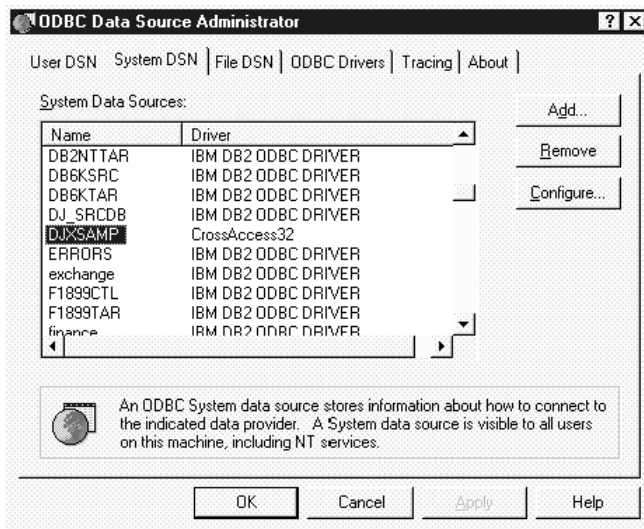 ODBC Data Source Administrator
User DSN System DSN File DSN ODBC Drivers Tracing About
System Data Sources:
Name Driver
DB2NTTAR IBM DB2 ODBC DRIVER
DB6KSRC IBM DB2 ODBC DRIVER
DB6KTAR IBM DB2 ODBC DRIVER
DJ_SRCDB IBM DB2 ODBC DRIVER
DJXSAMP CrossAccess32
ERRORS IBM DB2 ODBC DRIVER
exchange IBM DB2 ODBC DRIVER
F1899CTL IBM DB2 ODBC DRIVER
F1899TAR IBM DB2 ODBC DRIVER
finance IBM DB2 ODBC DRIVER
Add...
Remove
Configure...
An ODBC System data source stores information about how to connect to
the indicated data provider. A System data source is visible to all users
on this machine, including NT services.
OK Cancel Apply Help